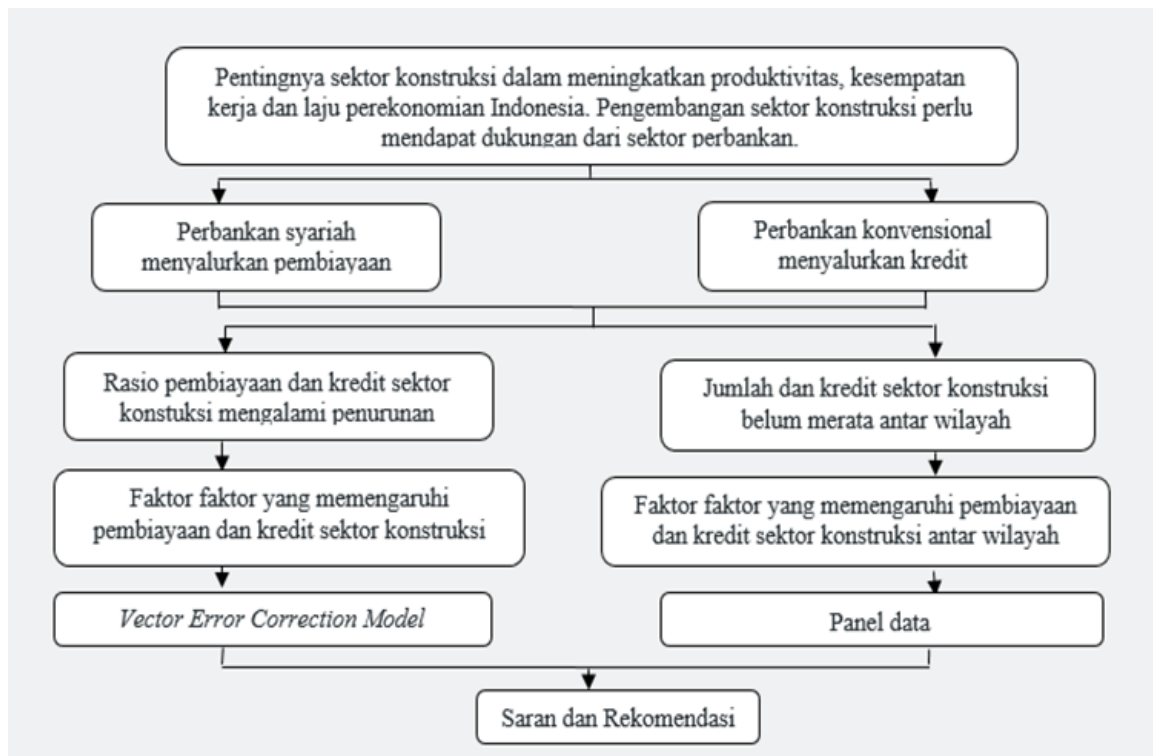 Pentingnya sektor konstruksi dalam meningkatkan produktivitas, kesempatan
kerja dan laju perekonomian Indonesia. Pengembangan sektor konstruksi perlu
mendapat dukungan dari sektor perbankan.
Perbankan syariah
menyalurkan pembiayaan
Perbankan konvensional
menyalurkan kredit
Rasio pembiayaan dan kredit sektor
konstuksi mengalami penurunan
Jumlah dan kredit sektor konstruksi
belum merata antar wilayah
Faktor faktor yang memengaruhi
pembiayaan dan kredit sektor konstruksi
Faktor faktor yang memengaruhi pembiayaan
dan kredit sektor konstruksi antar wilayah
Vector Error Correction Model
Panel data
Saran dan Rekomendasi